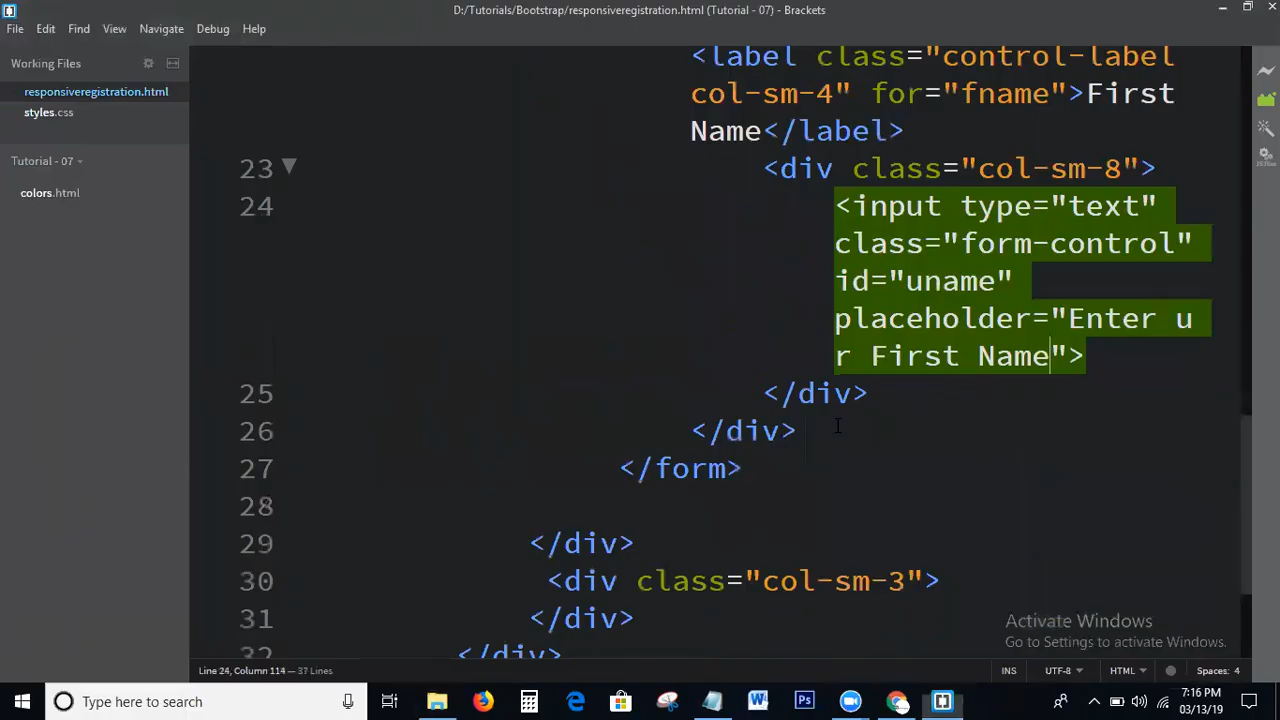 D:/Tutorials/Bootstrap/responsiveregistration.html (Tutorial - 07) - Brackets
File Edit Find View Navigate Debug Help
Working Files
responsiveregistration.html
styles.css
Tutorial - 07
colors.html
<label class="control-label
col-sm-4" for="fname">First
Name</label>
23 <div class="col-sm-8">
24 <input type="text"
class="form-control"
id="uname"
placeholder="Enter u
r First Name">
25 </div>
26 </div>
27 </form>
28
29 </div>
30 <div class="col-sm-3">
31 </div>
32 </div>
Activate Windows
Go to Settings to activate Windows.
Line 24, Column 114 — 37 Lines
INS UTF-8 HTML Spaces: 4
Type here to search
7:16 PM
03/13/19